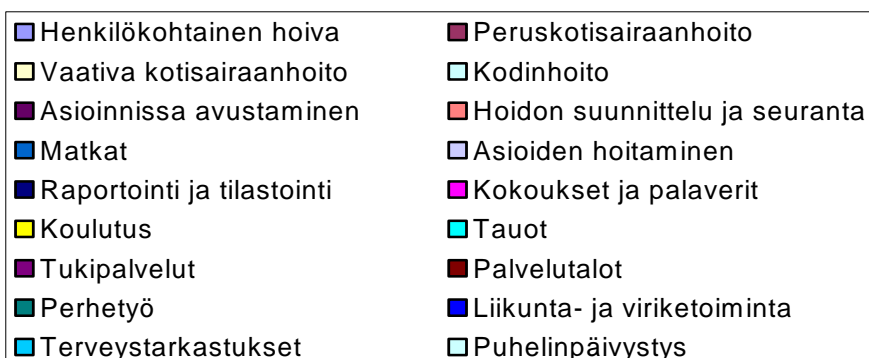 Henkilökohtainen hoiva Peruskotisairaanhoito
Vaativa kotisairaanhoito Kodinhoito
Asioinnissa avustaminen Hoidon suunnittelu ja seuranta
Matkat Asioiden hoitaminen
Raportointi ja tilastointi Kokoukset ja palaverit
Koulutus Tauot
Tukipalvelut Palvelutalot
Perhetyö Liikunta- ja viriketoiminta
Terveystarkastukset Puhelinpäivystys